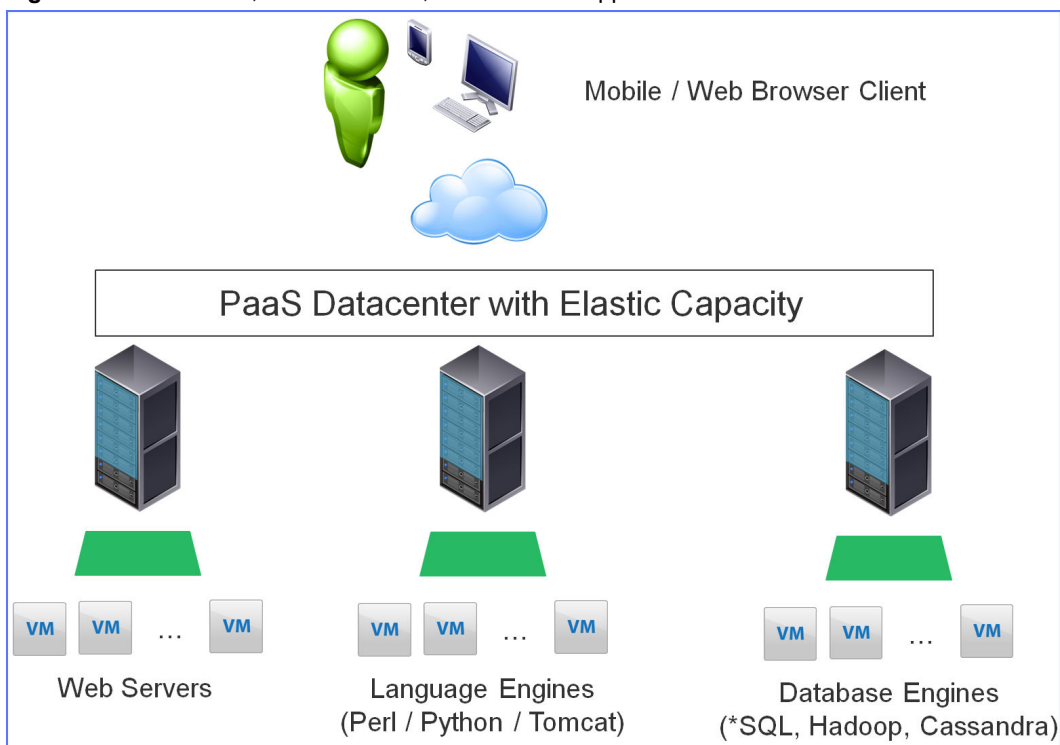 Mobile / Web Browser Client
PaaS Datacenter with Elastic Capacity
VM VM ... VM
VM VM ... VM
VM VM ... VM
Web Servers
Language Engines
(Perl / Python / Tomcat)
Database Engines
(*SQL, Hadoop, Cassandra)